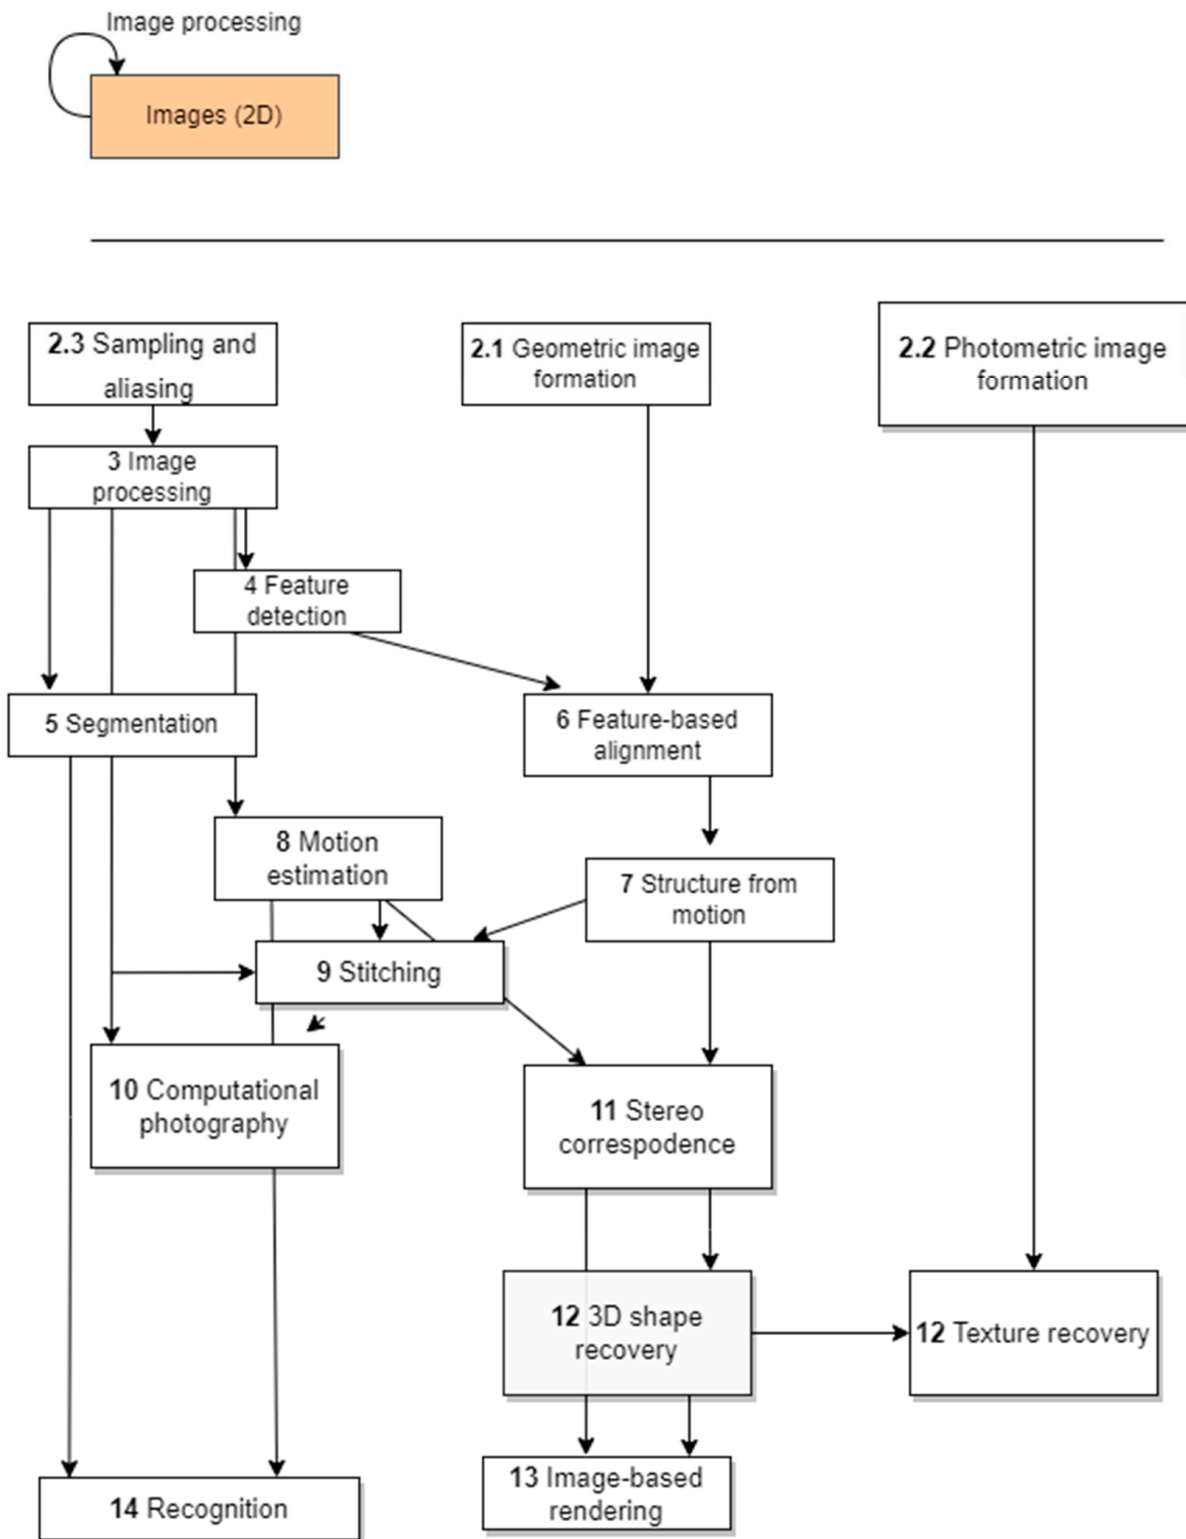 Image processing
Images (2D)
2.3 Sampling and
aliasing
2.1 Geometric image
formation
2.2 Photometric image
formation
3 Image
processing
4 Feature
detection
5 Segmentation
6 Feature-based
alignment
8 Motion
estimation
7 Structure from
motion
9 Stitching
10 Computational
photography
11 Stereo
correspodence
12 3D shape
recovery
12 Texture recovery
13 Image-based
rendering
14 Recognition